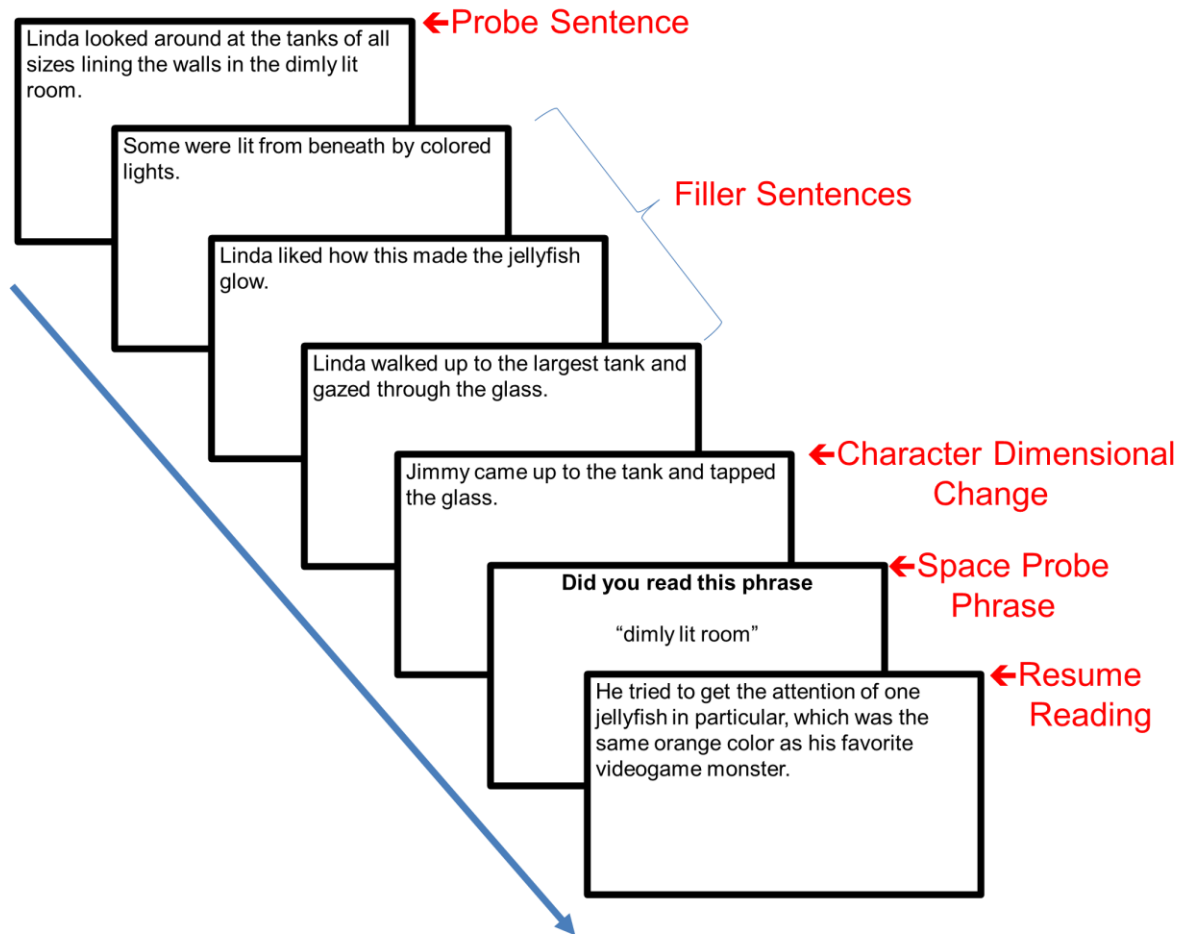 Linda looked around at the tanks of all
sizes lining the walls in the dimly lit
room.
←Probe Sentence
Some were lit from beneath by colored
lights.
Filler Sentences
Linda liked how this made the jellyfish
glow.
Linda walked up to the largest tank and
gazed through the glass.
Jimmy came up to the tank and tapped
the glass.
←Character Dimensional
Change
Did you read this phrase
“dimly lit room”
←Space Probe
Phrase
He tried to get the attention of one
jellyfish in particular, which was the
same orange color as his favorite
videogame monster.
←Resume
Reading